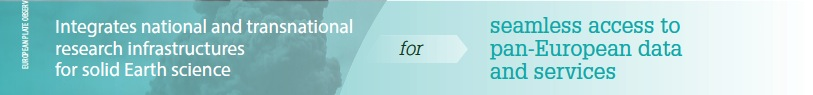 EUROPEAN PLATE OBSERV
Integrates national and transnational
research infrastructures
for solid Earth science
for
seamless access to
pan-European data
and services